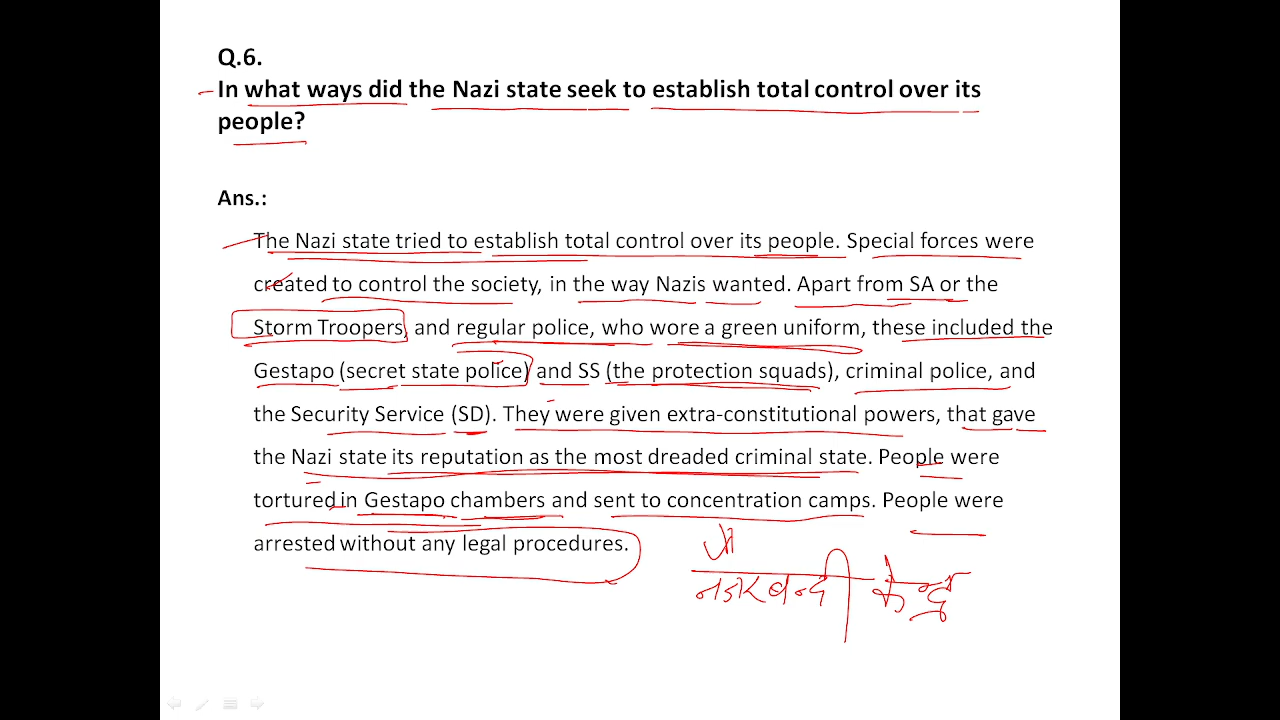 Q.6.
In what ways did the Nazi state seek to establish total control over its
people?
Ans.:
The Nazi state tried to establish total control over its people. Special forces were
created to control the society, in the way Nazis wanted. Apart from SA or the
Storm Troopers, and regular police, who wore a green uniform, these included the
Gestapo (secret state police) and SS (the protection squads), criminal police, and
the Security Service (SD). They were given extra-constitutional powers, that gave
the Nazi state its reputation as the most dreaded criminal state. People were
tortured in Gestapo chambers and sent to concentration camps. People were
arrested without any legal procedures.
नजरबन्दी केन्द्र